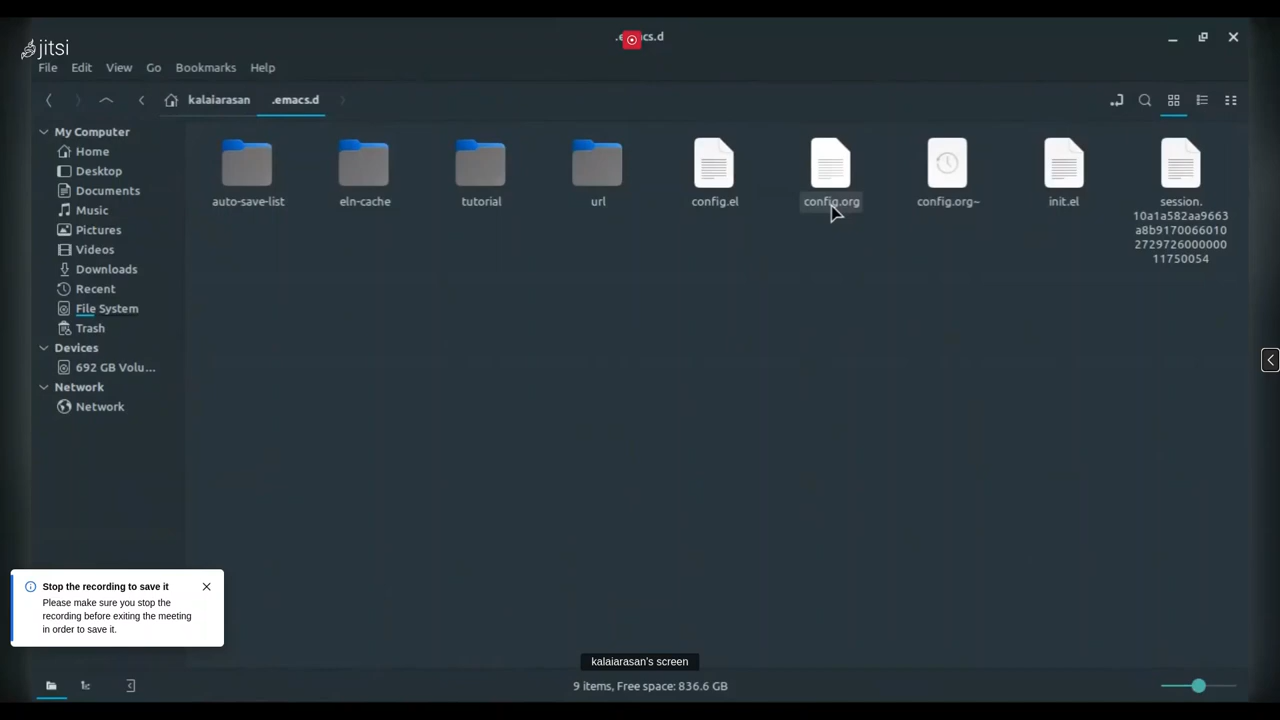 .emacs.d
jitsi
File Edit View Go Bookmarks Help
kalaiarasan .emacs.d
My Computer
Home
Desktop
Documents
Music
Pictures
Videos
Downloads
Recent
File System
Trash
Devices
692 GB Volu...
Network
Network
auto-save-list
eln-cache
tutorial
url
config.el
config.org
config.org~
init.el
session.
10a1a582aa9663
a8b9170066010
2729726000000
11750054
Stop the recording to save it
Please make sure you stop the
recording before exiting the meeting
in order to save it.
kalaiarasan's screen
9 items, Free space: 836.6 GB